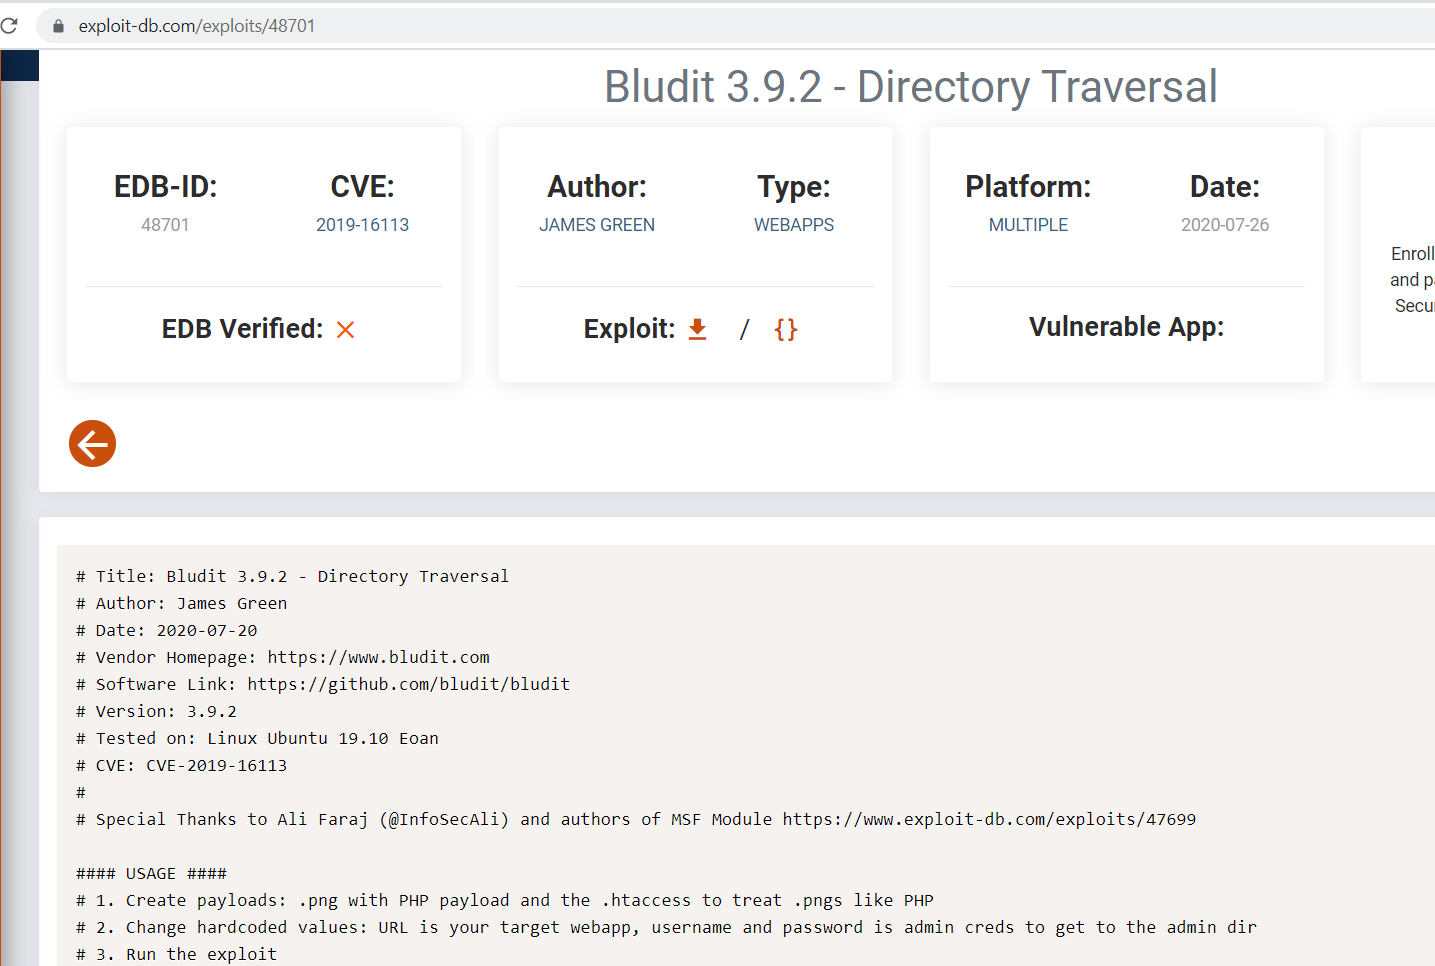 exploit-db.com/exploits/48701
Bludit 3.9.2 - Directory Traversal
EDB-ID:
48701
CVE:
2019-16113
EDB Verified:
Author:
JAMES GREEN
Type:
WEBAPPS
Exploit: / {}
Platform:
MULTIPLE
Date:
2020-07-26
Vulnerable App:
Enroll
and pa
Secur
# Title: Bludit 3.9.2 - Directory Traversal
# Author: James Green
# Date: 2020-07-20
# Vendor Homepage: https://www.bludit.com
# Software Link: https://github.com/bludit/bludit
# Version: 3.9.2
# Tested on: Linux Ubuntu 19.10 Eoan
# CVE: CVE-2019-16113
#
# Special Thanks to Ali Faraj (@InfoSecAli) and authors of MSF Module https://www.exploit-db.com/exploits/47699
#### USAGE ####
# 1. Create payloads: .png with PHP payload and the .htaccess to treat .pngs like PHP
# 2. Change hardcoded values: URL is your target webapp, username and password is admin creds to get to the admin dir
# 3. Run the exploit